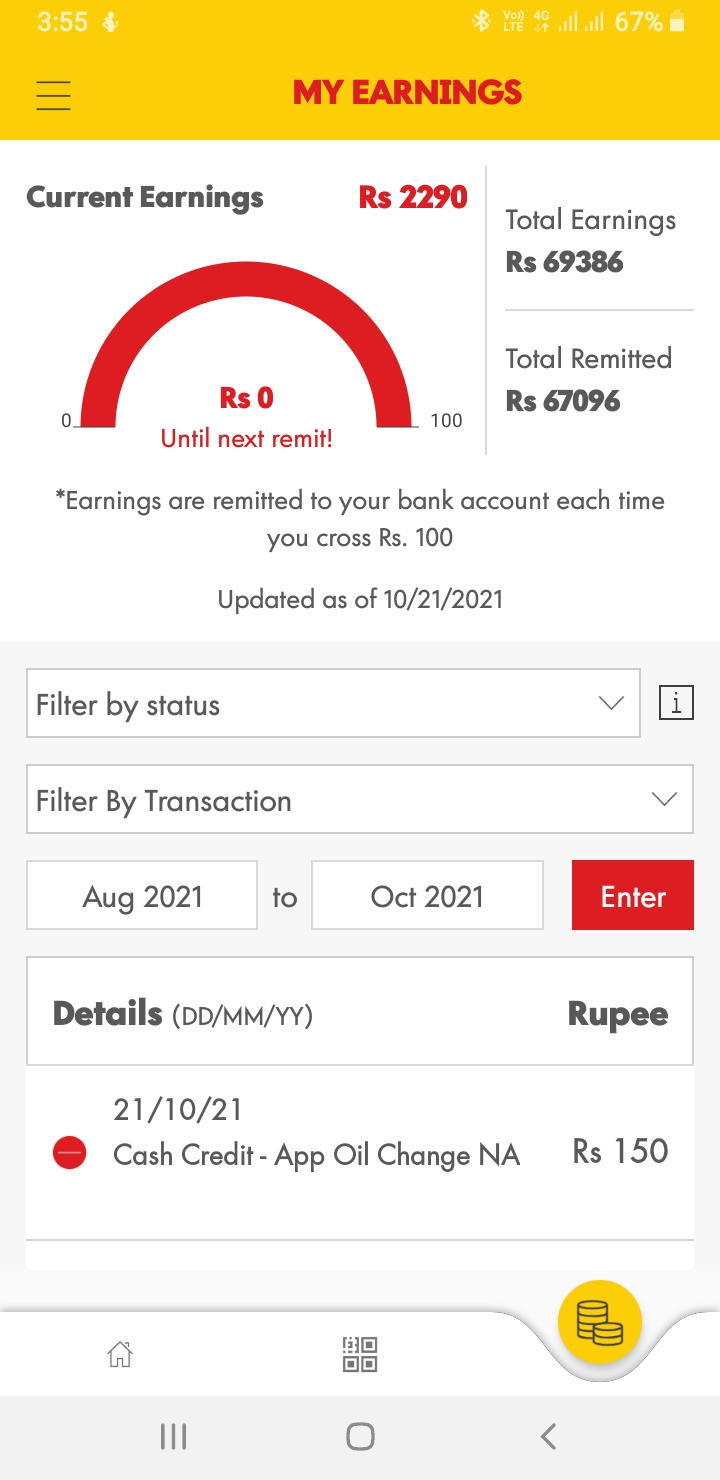 3:55
Vo)) LTE 4G 67%
MY EARNINGS
Current Earnings Rs 2290
Total Earnings
Rs 69386
Total Remitted
Rs 67096
Rs 0
0 100
Until next remit!
*Earnings are remitted to your bank account each time
you cross Rs. 100
Updated as of 10/21/2021
Filter by status
i
Filter By Transaction
Aug 2021 to Oct 2021 Enter
Details (DD/MM/YY) Rupee
21/10/21
Cash Credit - App Oil Change NA Rs 150